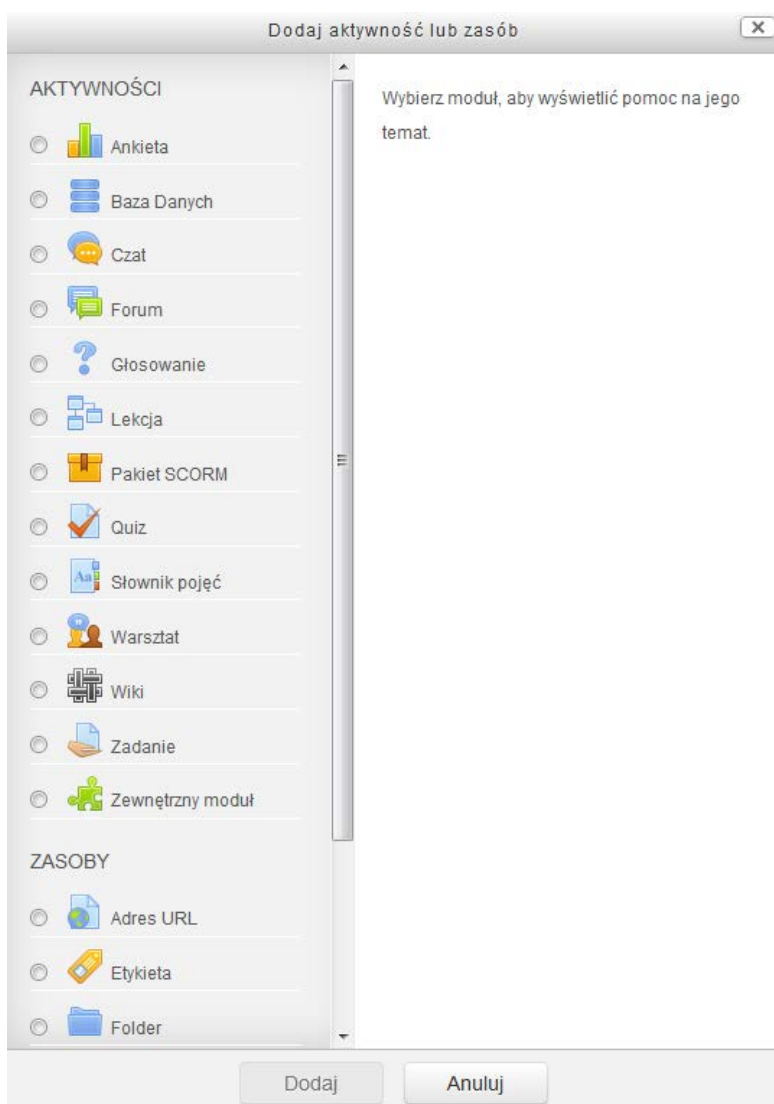 Dodaj aktywność lub zasób
AKTYWNOŚCI
Ankieta
Baza Danych
Czat
Forum
Głosowanie
Lekcja
Pakiet SCORM
Quiz
Słownik pojęć
Warsztat
Wiki
Zadanie
Zewnętrzny moduł
ZASOBY
Adres URL
Etykieta
Folder
Wybierz moduł, aby wyświetlić pomoc na jego
temat.
Dodaj
Anuluj